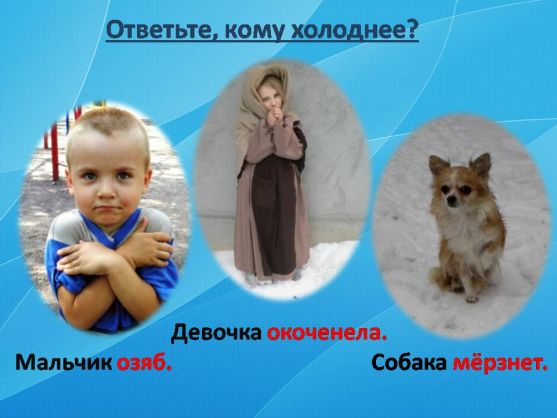 Ответьте, кому холоднее?
Девочка окоченела.
Мальчик озяб.
Собака мёрзнет.